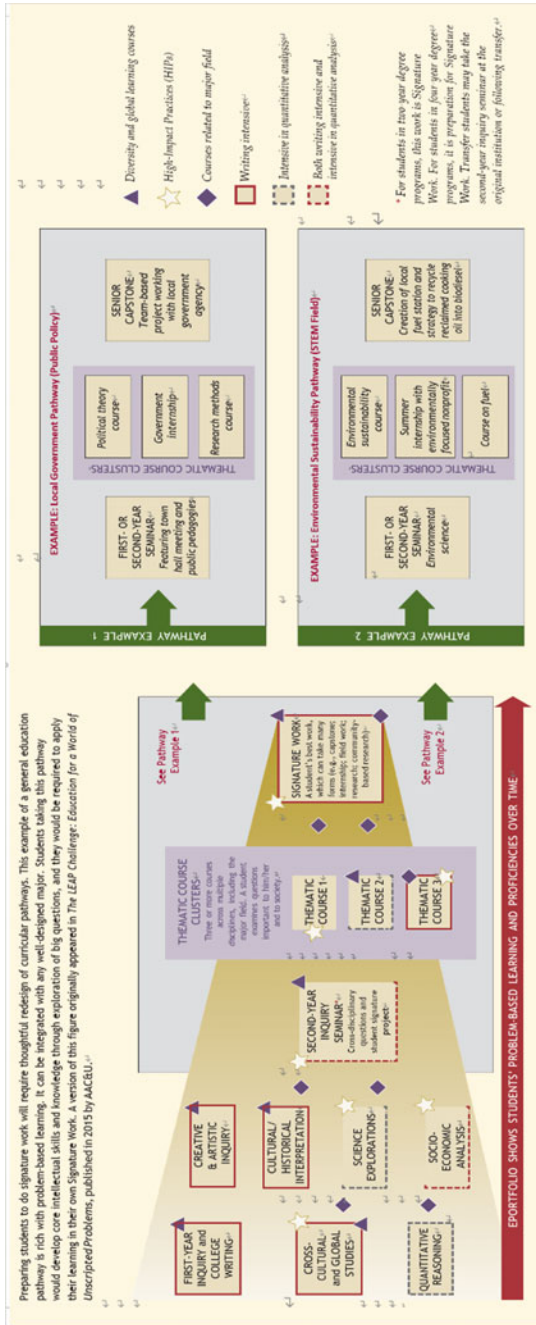 Preparing students to do signature work will require thoughtful redesign of curricular pathways. This example of a general education
pathway is rich with problem-based learning. It can be integrated with any well-designed major. Students taking this pathway
would develop core intellectual skills and knowledge through exploration of big questions, and they would be required to apply
their learning in their own Signature Work. A version of this figure originally appeared in The LEAP Challenge: Education for a World of
Unscripted Problems, published in 2015 by AAC&U.
FIRST-YEAR
INQUIRY and
COLLEGE
WRITING
CROSS-
CULTURAL
and GLOBAL
STUDIES
QUANTITATIVE
REASONING
CREATIVE
& ARTISTIC
INQUIRY
CULTURAL/
HISTORICAL
INTERPRETATION
SCIENCE
EXPLORATIONS
SOCIO-
ECONOMIC
ANALYSIS
SECOND-YEAR
INQUIRY
SEMINAR*
Cross-disciplinary
questions and
student signature
project
THEMATIC COURSE
CLUSTERS
Three or more courses
across multiple
disciplines, including the
major field. A student
examines questions
important to him/her
and to society.
THEMATIC
COURSE 1
THEMATIC
COURSE 2
THEMATIC
COURSE 3
SIGNATURE WORK
A student's best work,
which can take many
forms (e.g., capstone;
internship; field work;
research; community-
based research)
See Pathway
Example 1
See Pathway
Example 2
EPORTFOLIO SHOWS STUDENTS' PROBLEM-BASED LEARNING AND PROFICIENCIES OVER TIME
PATHWAY EXAMPLE 1
EXAMPLE: Local Government Pathway (Public Policy)
FIRST- OR
SECOND-YEAR
SEMINAR
Featuring town
hall meeting and
public pedagogies
THEMATIC COURSE CLUSTERS
Political theory
course
Government
internship
Research methods
course
SENIOR
CAPSTONE
Team-based
project working
with local
government
agency
PATHWAY EXAMPLE 2
EXAMPLE: Environmental Sustainability Pathway (STEM Field)
FIRST- OR
SECOND-YEAR
SEMINAR
Environmental
science
THEMATIC COURSE CLUSTERS
Environmental
sustainability
course
Summer
internship with
environmentally
focused nonprofit
Course on fuel
SENIOR
CAPSTONE
Creation of local
fuel station and
strategy to recycle
reclaimed cooking
oil into biodiesel
Diversity and global learning courses
High-Impact Practices (HIPs)
Courses related to major field
Writing intensive
Intensive in quantitative analysis
Both writing intensive and
intensive in quantitative analysis
* For students in two-year degree
programs, this work is Signature
Work. For students in four year degree
programs, it is preparation for Signature
Work. Transfer students may take the
second-year inquiry seminar at the
original institution or following transfer.